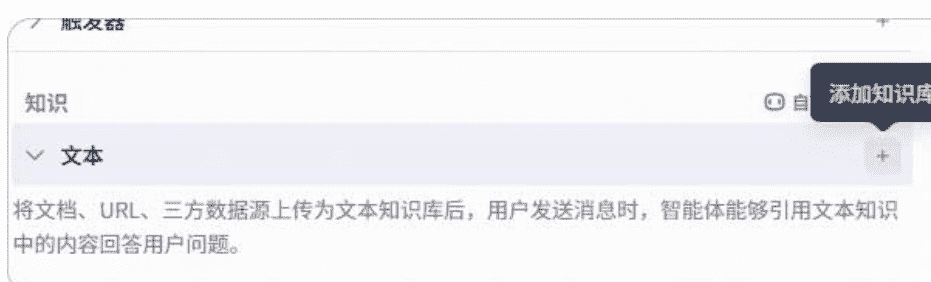 触发器
知识
自
添加知识库
文本
将文档、URL、三方数据源上传为文本知识库后，用户发送消息时，智能体能够引用文本知识
中的内容回答用户问题。